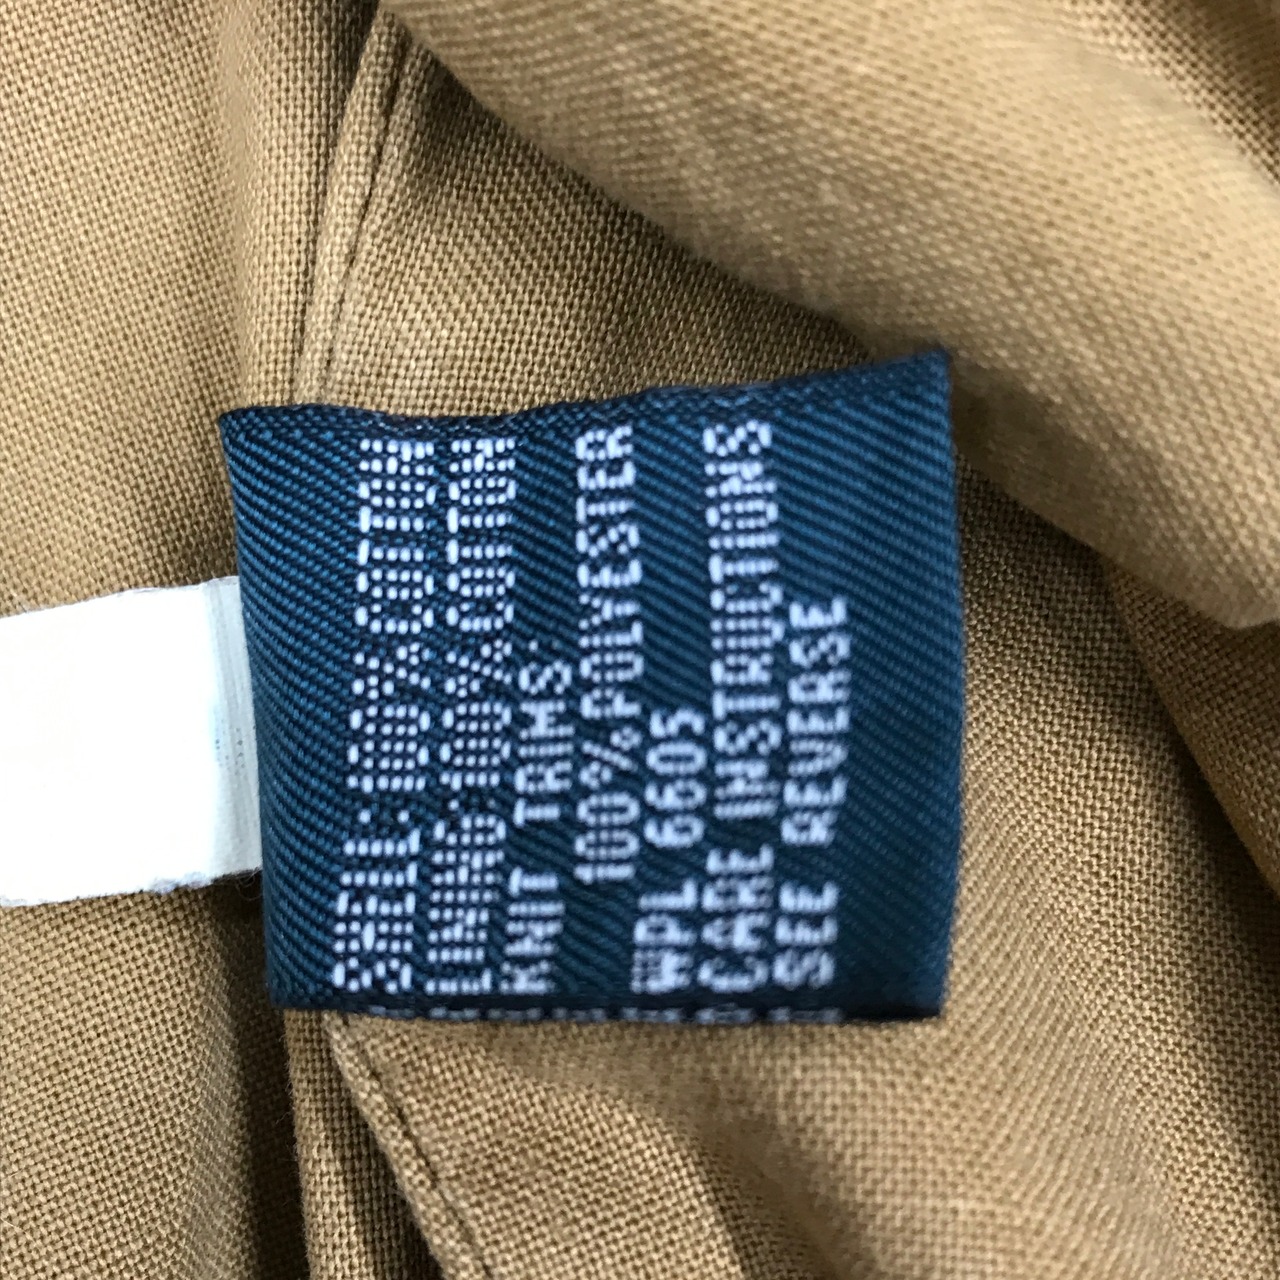 SHELL: 100% COTTON
LINING: 100% COTTON
KNIT TRIMS:
100% POLYESTER
WPL 6605
CARE INSTRUCTIONS
SEE REVERSE